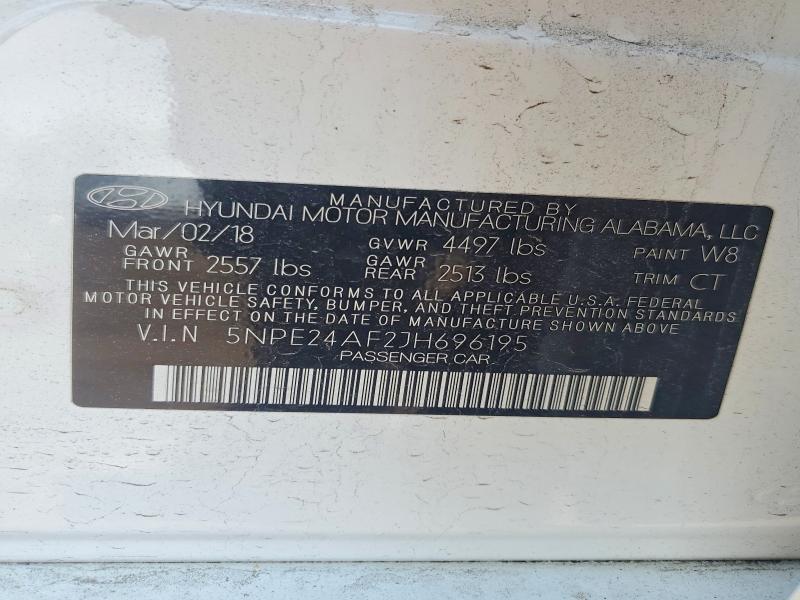 MANUFACTURED BY
HYUNDAI MOTOR MANUFACTURING ALABAMA, LLC
Mar/02/18 GVWR 4497 lbs PAINT W8
GAWR FRONT 2557 lbs GAWR REAR 2513 lbs TRIM CT
THIS VEHICLE CONFORMS TO ALL APPLICABLE U.S.A. FEDERAL
MOTOR VEHICLE SAFETY, BUMPER, AND THEFT PREVENTION STANDARDS
IN EFFECT ON THE DATE OF MANUFACTURE SHOWN ABOVE
V.I.N 5NPE24AF2JH696195
PASSENGER CAR